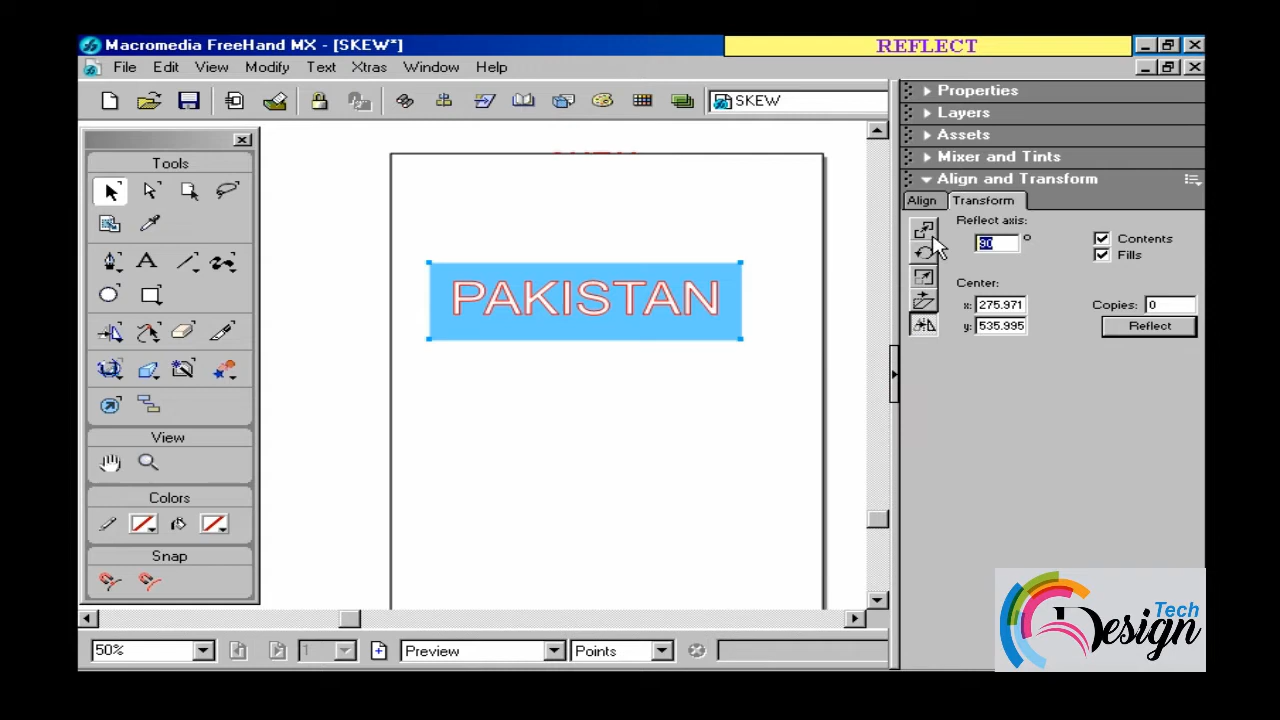 Macromedia FreeHand MX - [SKEW*]
REFLECT
File Edit View Modify Text Xtras Window Help
SKEW
Tools
View
Colors
Snap
PAKISTAN
Properties
Layers
Assets
Mixer and Tints
Align and Transform
Align Transform
Reflect axis:
90 °
Contents
Fills
Center:
x: 275.971
y: 535.995
Copies: 0
Reflect
50%
1
Preview
Points
Design Tech